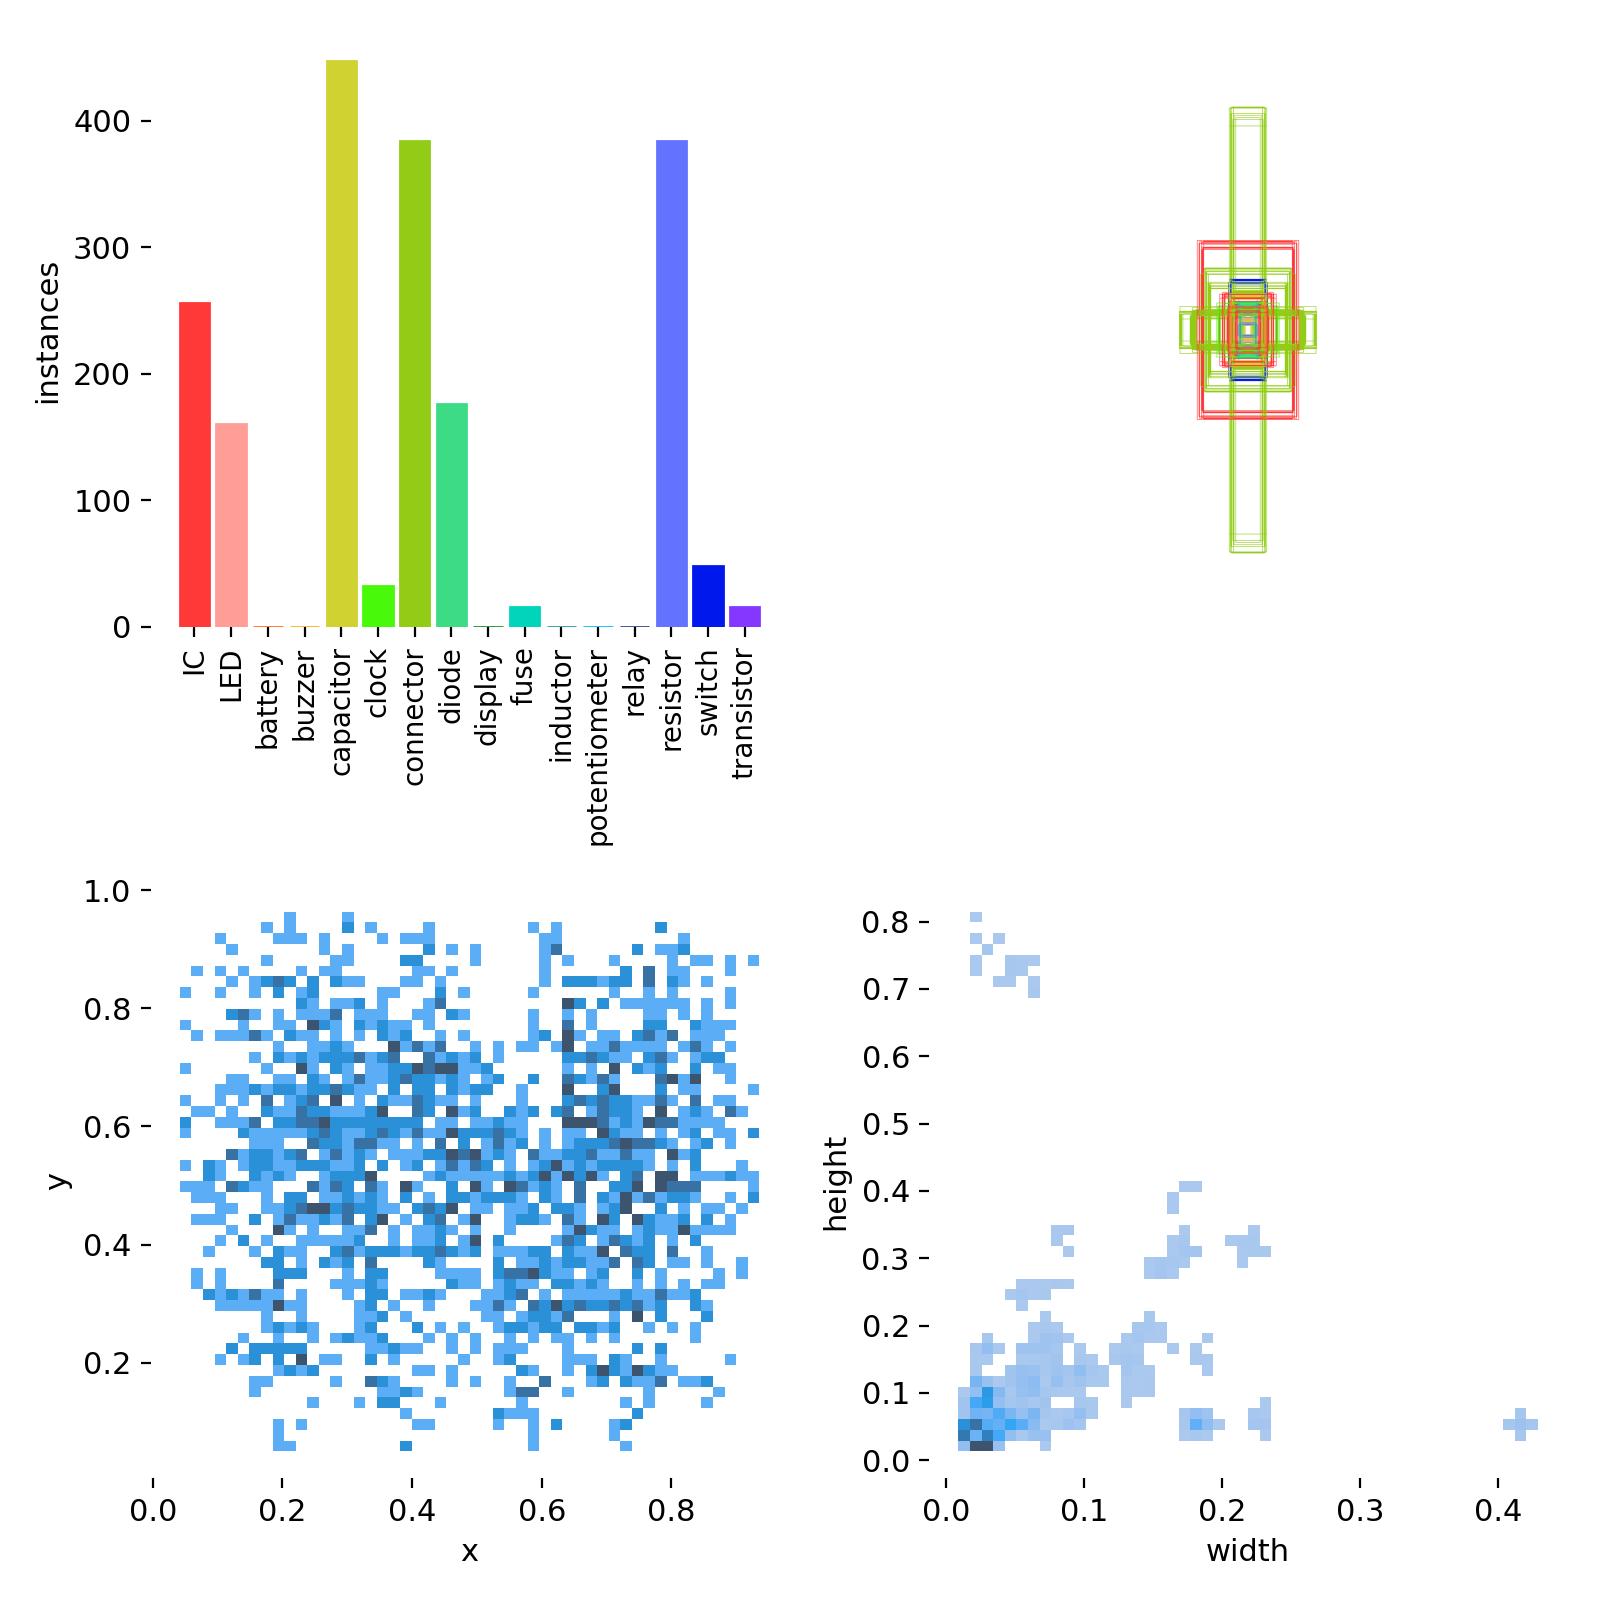 instances
400
300
200
100
0
IC
LED
battery
buzzer
capacitor
clock
connector
diode
display
fuse
inductor
potentiometer
relay
resistor
switch
transistor
y
1.0
0.8
0.6
0.4
0.2
0.0 0.2 0.4 0.6 0.8
x
height
0.8
0.7
0.6
0.5
0.4
0.3
0.2
0.1
0.0
0.0 0.1 0.2 0.3 0.4
width